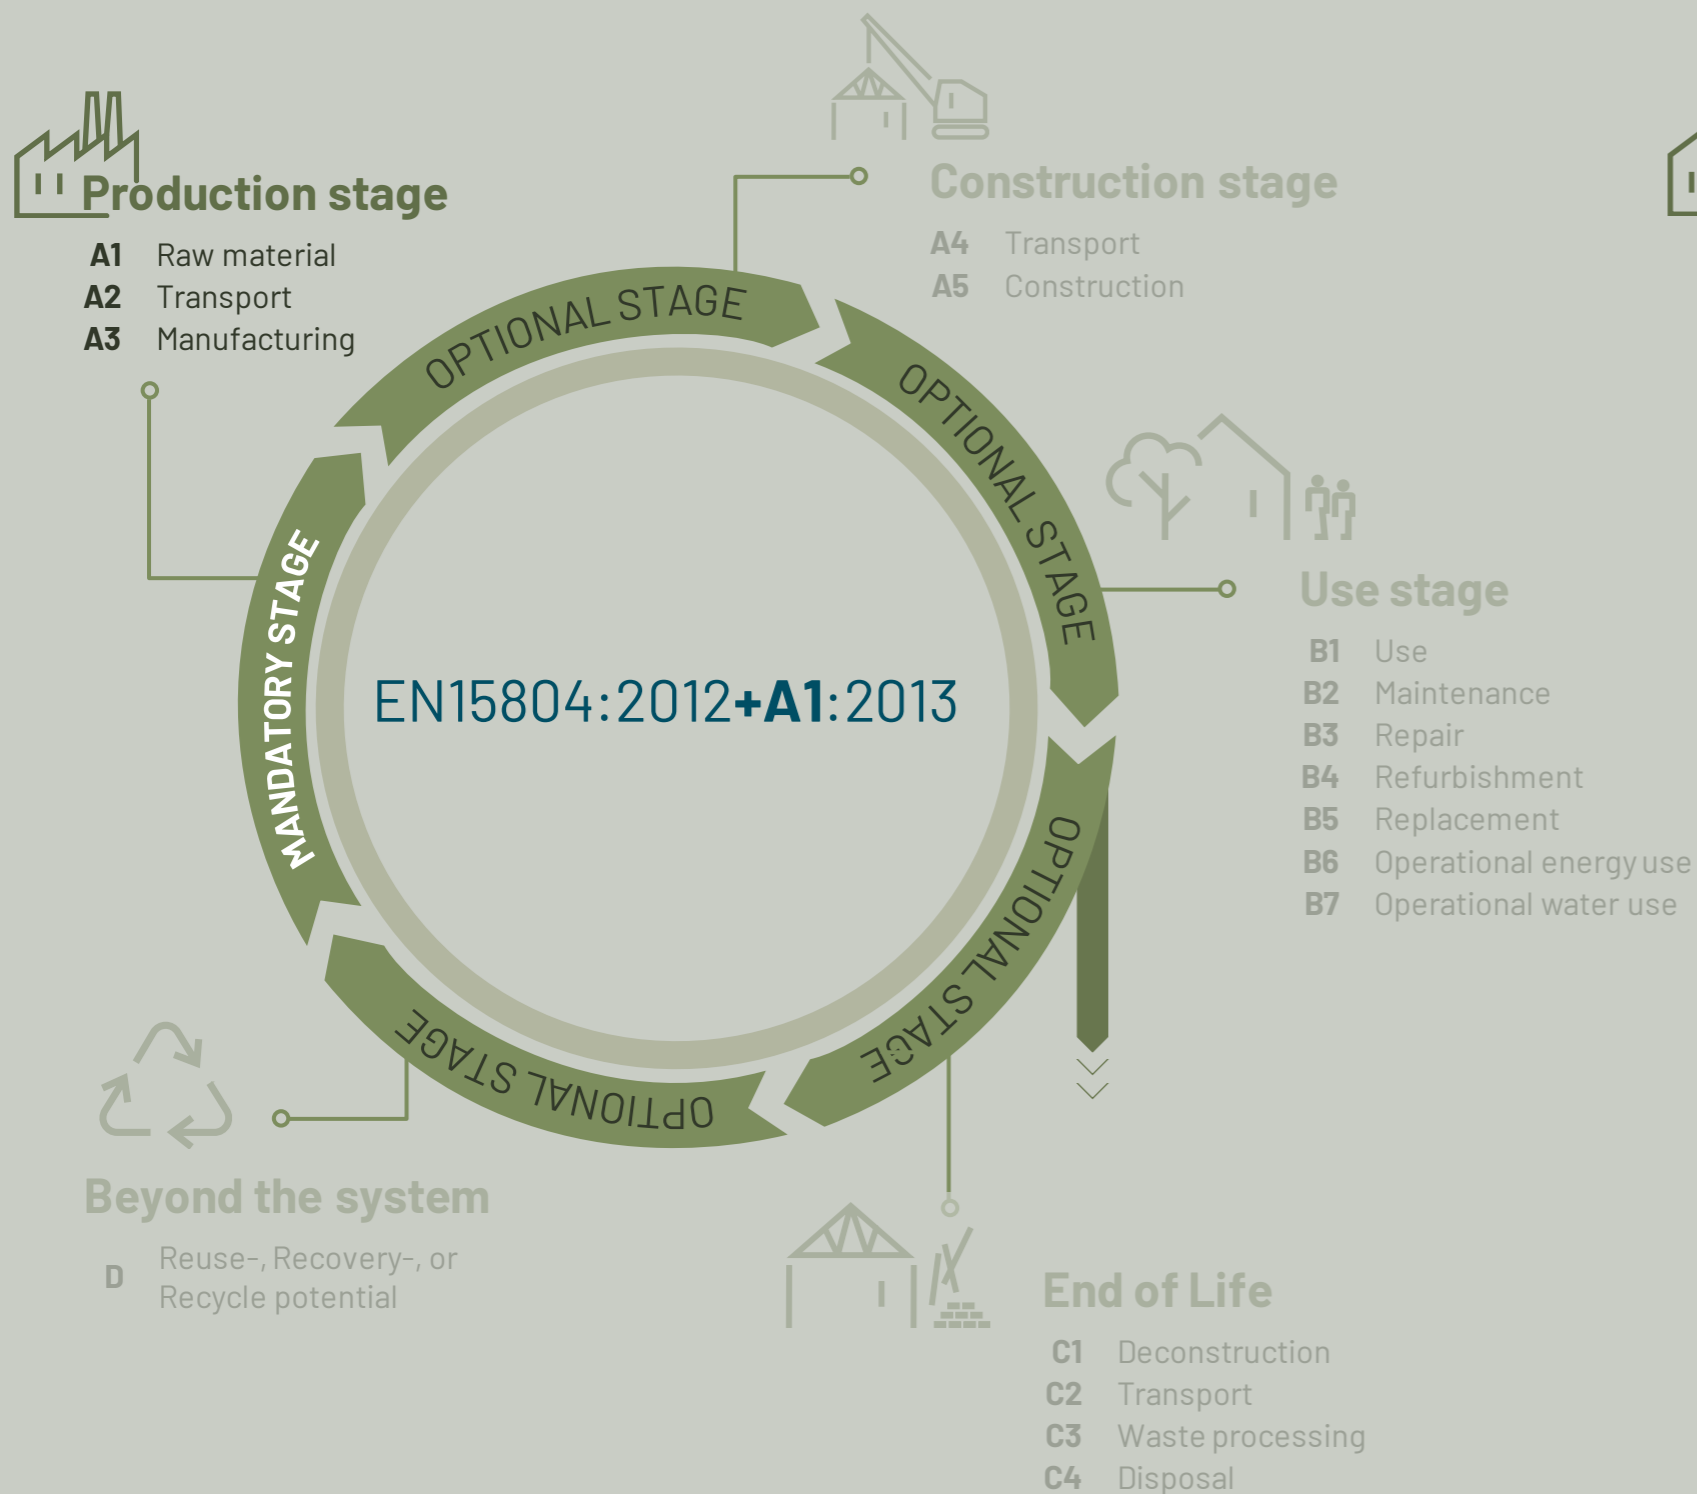 Production stage
A1 Raw material
A2 Transport
A3 Manufacturing
Construction stage
A4 Transport
A5 Construction
OPTIONAL STAGE
OPTIONAL STAGE
MANDATORY STAGE
EN15804:2012+A1:2013
Use stage
B1 Use
B2 Maintenance
B3 Repair
B4 Refurbishment
B5 Replacement
B6 Operational energy use
B7 Operational water use
OPTIONAL STAGE
OPTIONAL STAGE
Beyond the system
D Reuse-, Recovery-, or
Recycle potential
End of Life
C1 Deconstruction
C2 Transport
C3 Waste processing
C4 Disposal